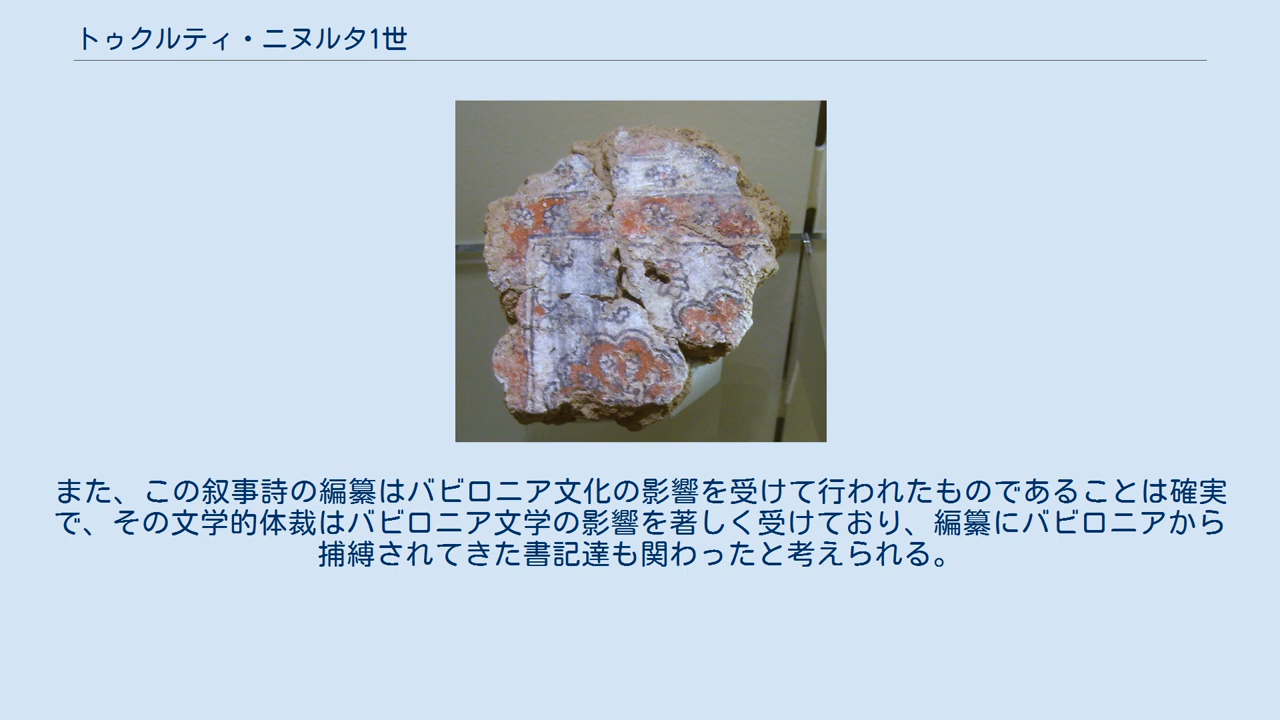 トゥクルティ・ニヌルタ1世
また、この叙事詩の編纂はバビロニア文化の影響を受けて行われたものであることは確実
で、その文学的体裁はバビロニア文学の影響を著しく受けており、編纂にバビロニアから
捕縛されてきた書記達も関わったと考えられる。